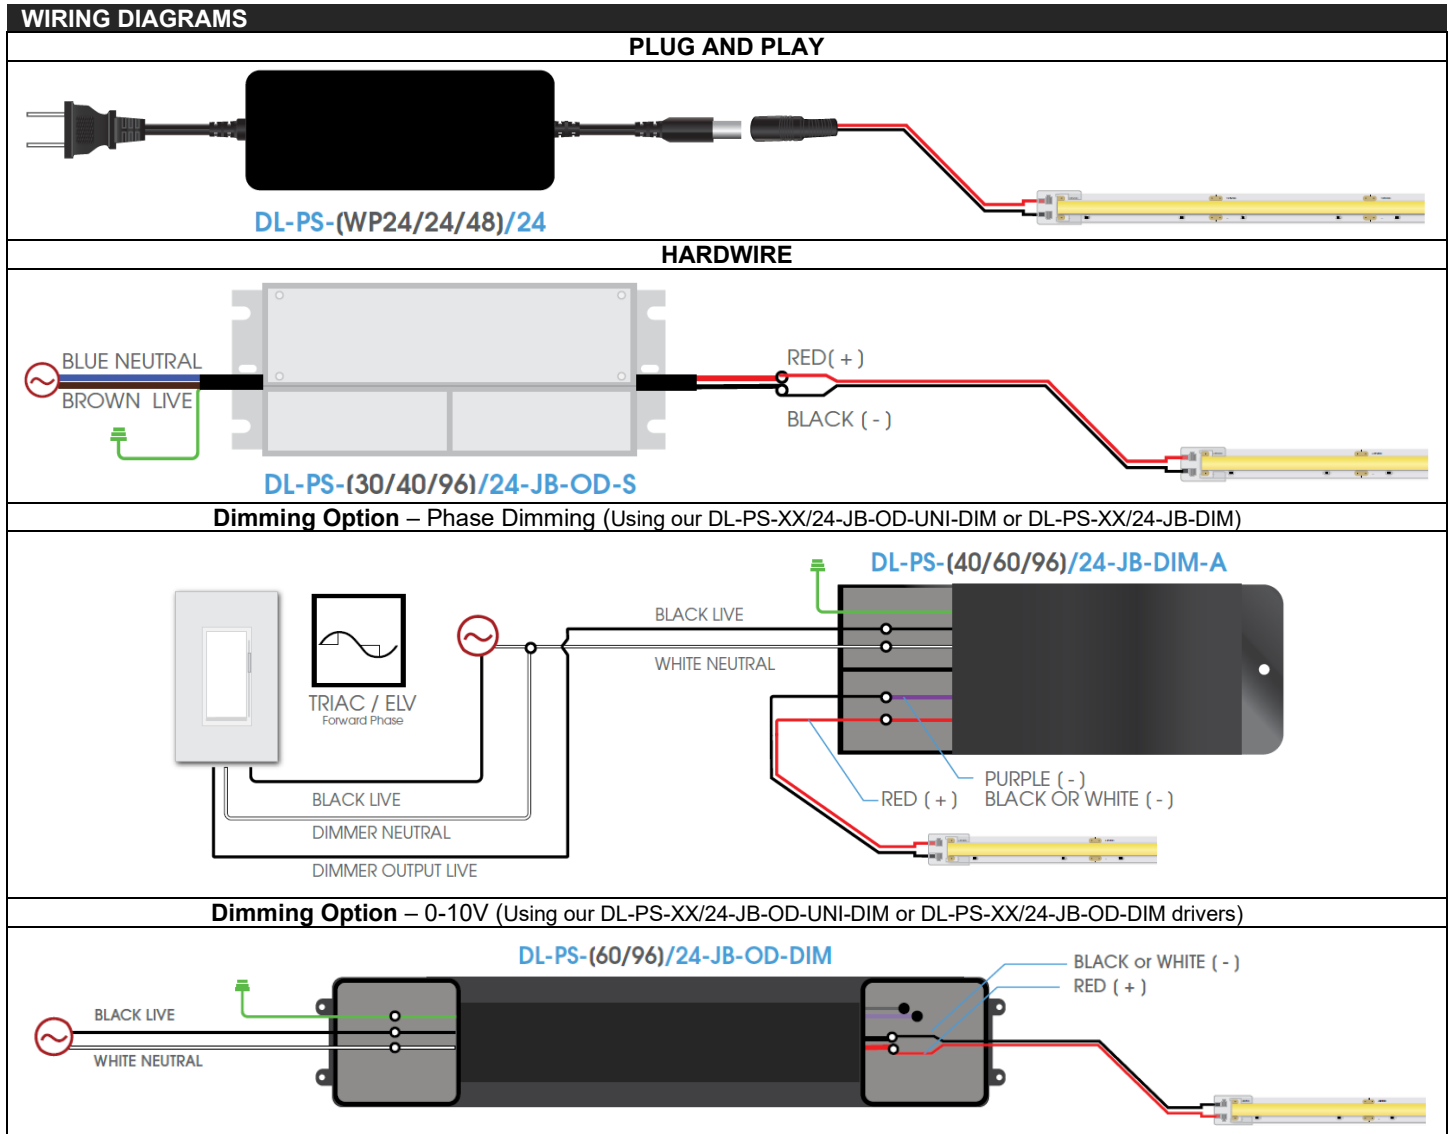 WIRING DIAGRAMS
PLUG AND PLAY
DL-PS-(WP24/24/48)/24
HARDWIRE
BLUE NEUTRAL
BROWN LIVE
RED( + )
BLACK ( - )
DL-PS-(30/40/96)/24-JB-OD-S
Dimming Option – Phase Dimming (Using our DL-PS-XX/24-JB-OD-UNI-DIM or DL-PS-XX/24-JB-DIM)
DL-PS-(40/60/96)/24-JB-DIM-A
BLACK LIVE
WHITE NEUTRAL
TRIAC / ELV
Forward Phase
BLACK LIVE
DIMMER NEUTRAL
DIMMER OUTPUT LIVE
PURPLE ( - )
RED ( + )
BLACK OR WHITE ( - )
Dimming Option – 0-10V (Using our DL-PS-XX/24-JB-OD-UNI-DIM or DL-PS-XX/24-JB-OD-DIM drivers)
DL-PS-(60/96)/24-JB-OD-DIM
BLACK or WHITE ( - )
RED ( + )
BLACK LIVE
WHITE NEUTRAL